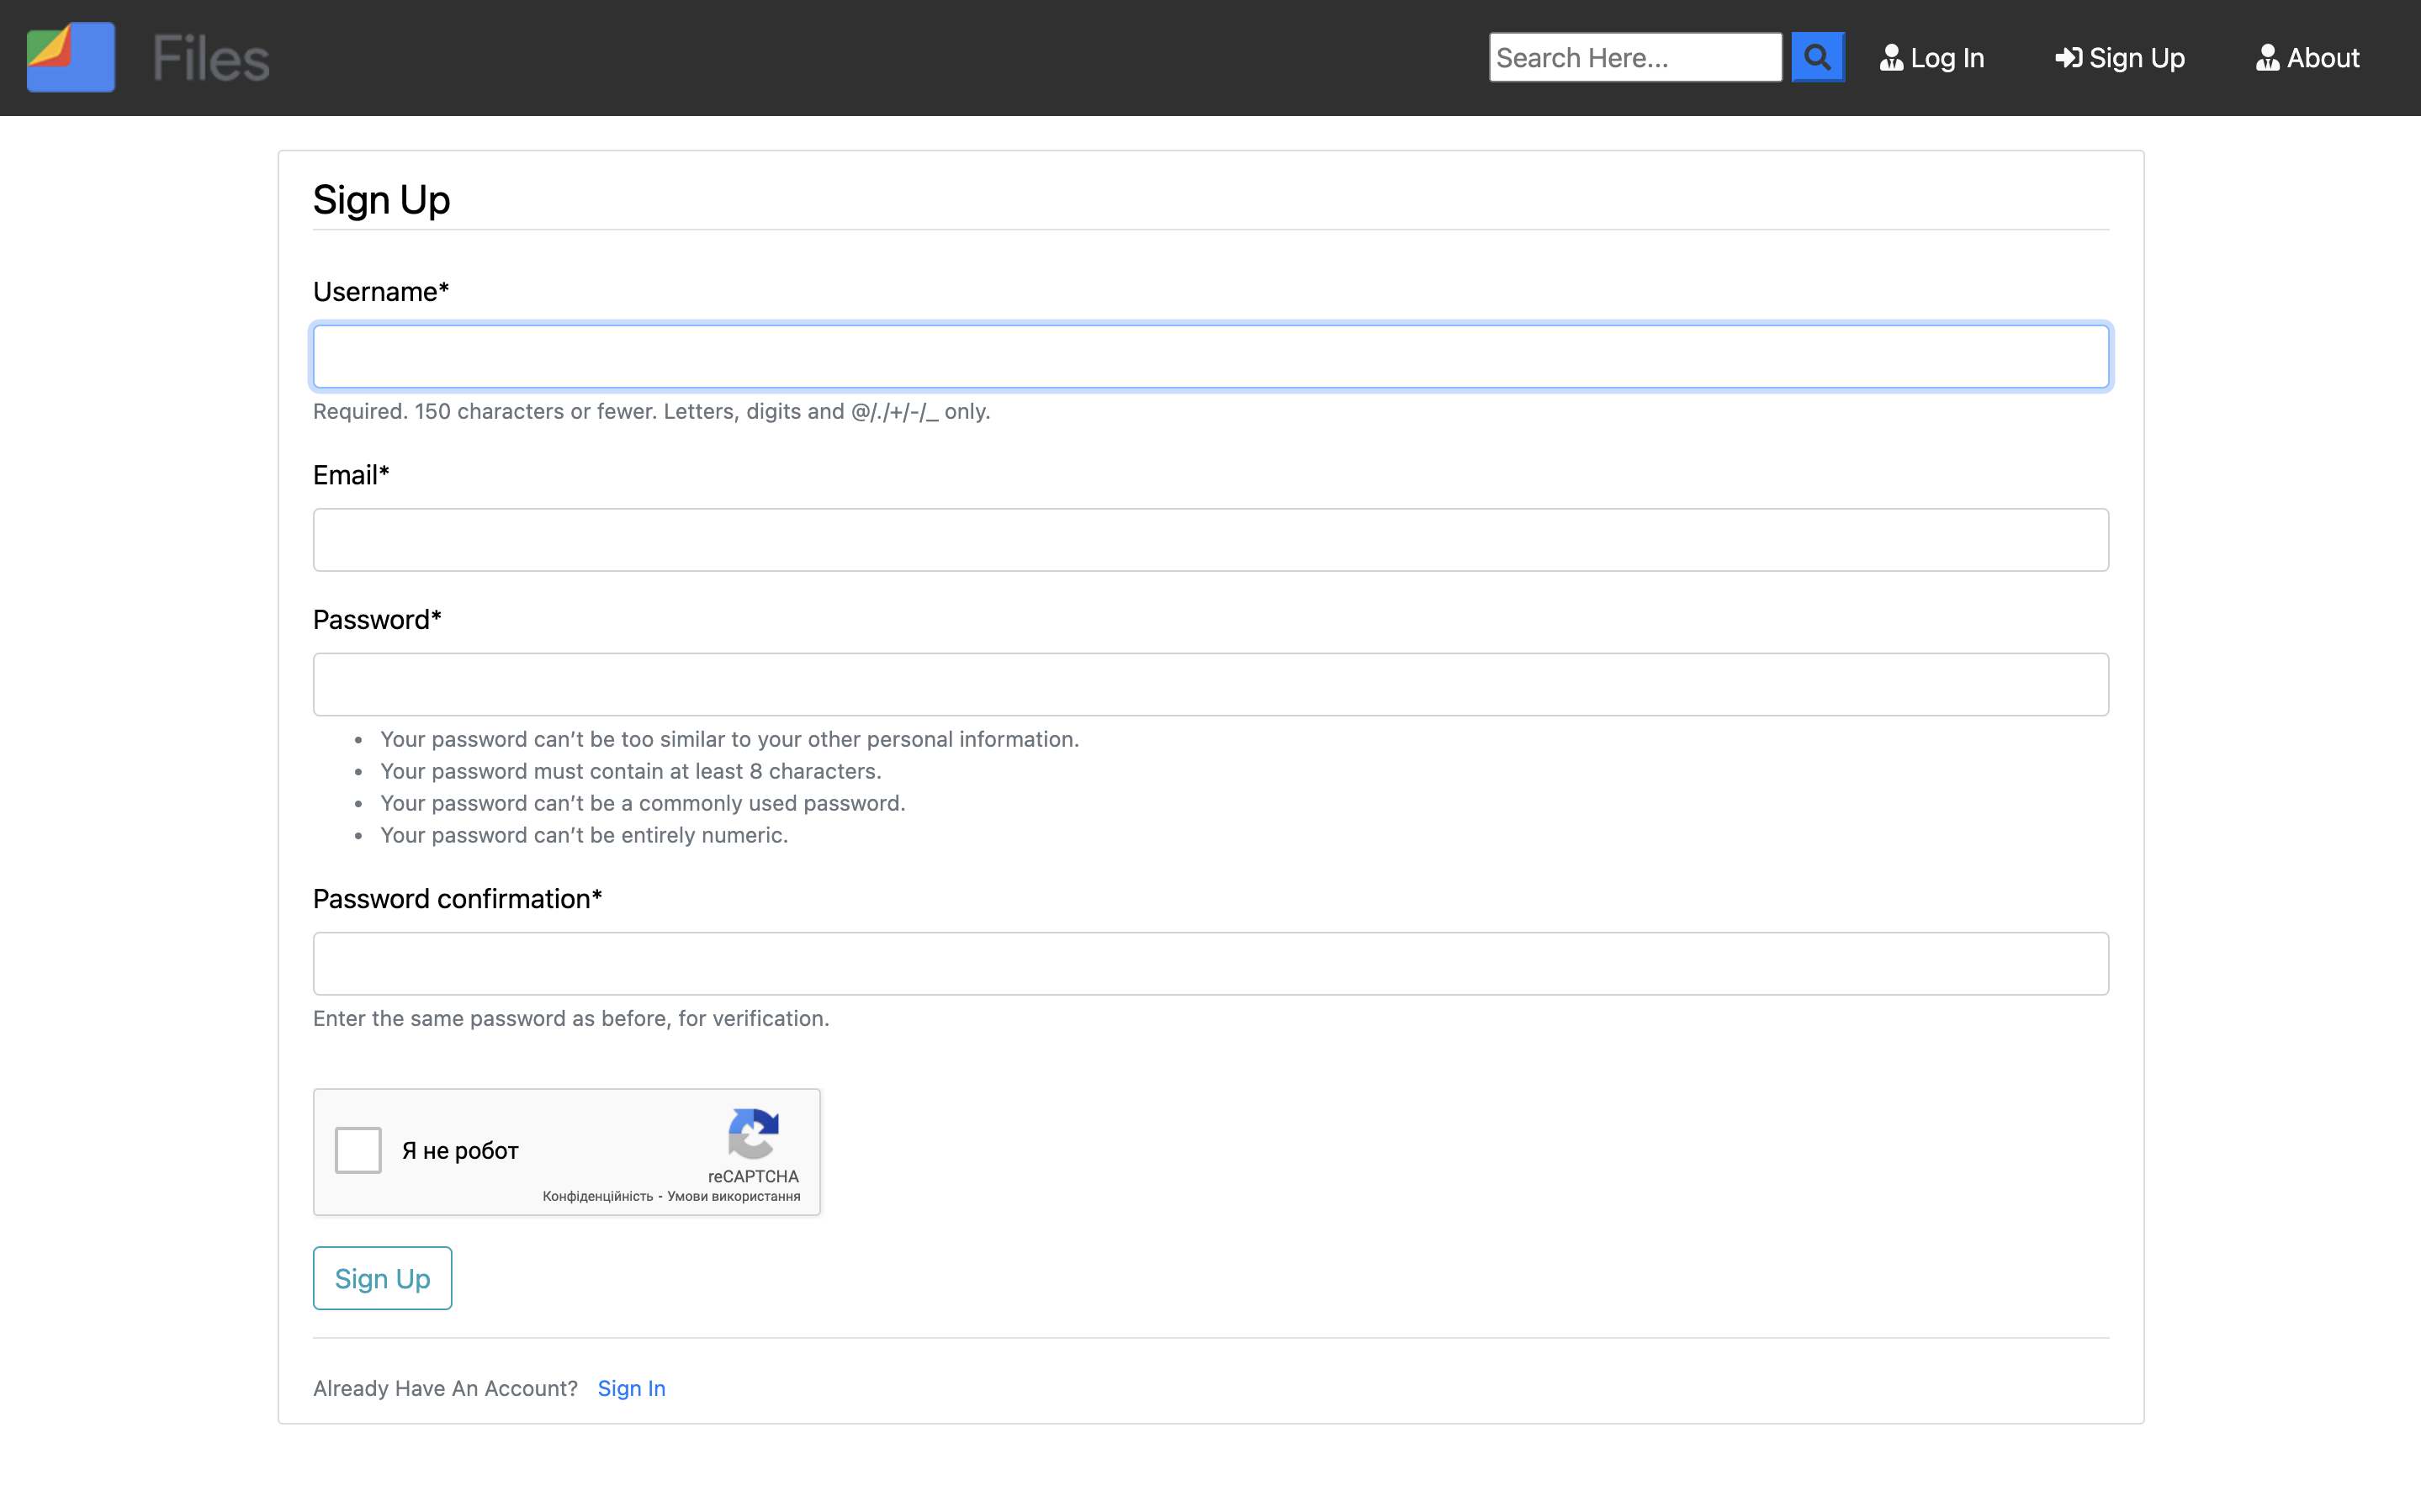 Files
Search Here...
Log In
Sign Up
About
Sign Up
Username*
Required. 150 characters or fewer. Letters, digits and @/./+/-/_ only.
Email*
Password*
Your password can’t be too similar to your other personal information.
Your password must contain at least 8 characters.
Your password can’t be a commonly used password.
Your password can’t be entirely numeric.
Password confirmation*
Enter the same password as before, for verification.
Я не робот
reCAPTCHA
Конфіденційність - Умови використання
Sign Up
Already Have An Account? Sign In